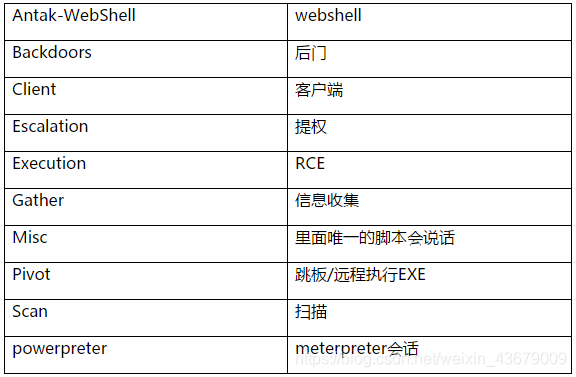 Antak-WebShell webshell
Backdoors 后门
Client 客户端
Escalation 提权
Execution RCE
Gather 信息收集
Misc 里面唯一的脚本会说话
Pivot 跳板/远程执行EXE
Scan 扫描
powerpreter meterpreter会话
https://blog.csdn.net/weixin_43679009